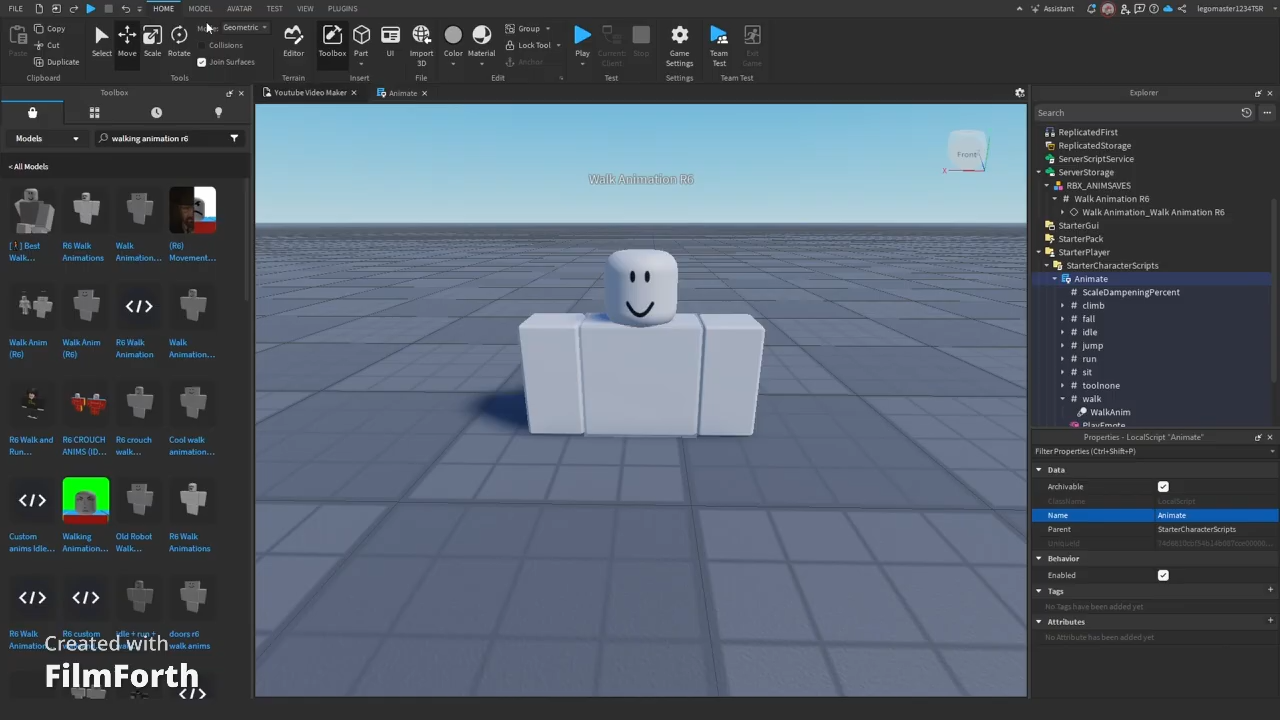 FILE
HOME
MODEL
AVATAR
TEST
VIEW
PLUGINS
Assistant
legomaster1234TSR
Copy
Mode:
Geometric
Group
Paste
Cut
Select
Move
Scale
Rotate
Collisions
Editor
Toolbox
Part
UI
Import
3D
Color
Material
Lock Tool
Play
Current:
Client
Stop
Game
Settings
Team
Test
Exit
Game
Duplicate
Join Surfaces
Anchor
Clipboard
Tools
Terrain
Insert
File
Edit
Test
Settings
Team Test
Toolbox
Youtube Video Maker
Animate
Explorer
Models
walking animation r6
< All Models
Best
Walk...
R6 Walk
Animations
Walk
Animation...
(R6)
Movement...
Walk Anim
(R6)
Walk Anim
(R6)
R6 Walk
Animation
Walk
Animation...
R6 Walk and
Run...
R6 CROUCH
ANIMS (ID...
R6 crouch
walk...
Cool walk
animation...
Custom
anims Idle...
Walking
Animation...
Old Robot
Walk...
R6 Walk
Animations
R6 Walk
Animation
R6 custom
idle + run +
doors r6
walk anims
Created with
FilmForth
Walk Animation R6
Front
X
Search
ReplicatedFirst
ReplicatedStorage
ServerScriptService
ServerStorage
RBX_ANIMSAVES
Walk Animation R6
Walk Animation_Walk Animation R6
StarterGui
StarterPack
StarterPlayer
StarterCharacterScripts
Animate
ScaleDampeningPercent
climb
fall
idle
jump
run
sit
toolnone
walk
WalkAnim
PlayEmote
Properties - LocalScript "Animate"
Filter Properties (Ctrl+Shift+P)
Data
Archivable
ClassName
LocalScript
Name
Animate
Parent
StarterCharacterScripts
UniqueId
Behavior
Enabled
Tags
No Tags have been added yet
Attributes
No Attribute has been added yet